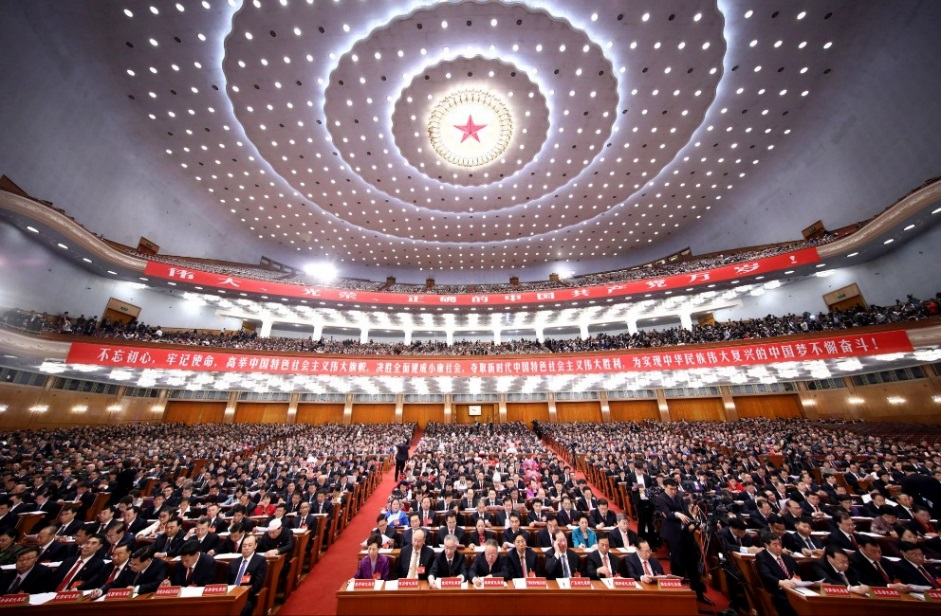 伟大、光荣、正确的中国共产党万岁！
不忘初心，牢记使命，高举中国特色社会主义伟大旗帜，决胜全面建成小康社会，夺取新时代中国特色社会主义伟大胜利，为实现中华民族伟大复兴的中国梦不懈奋斗！